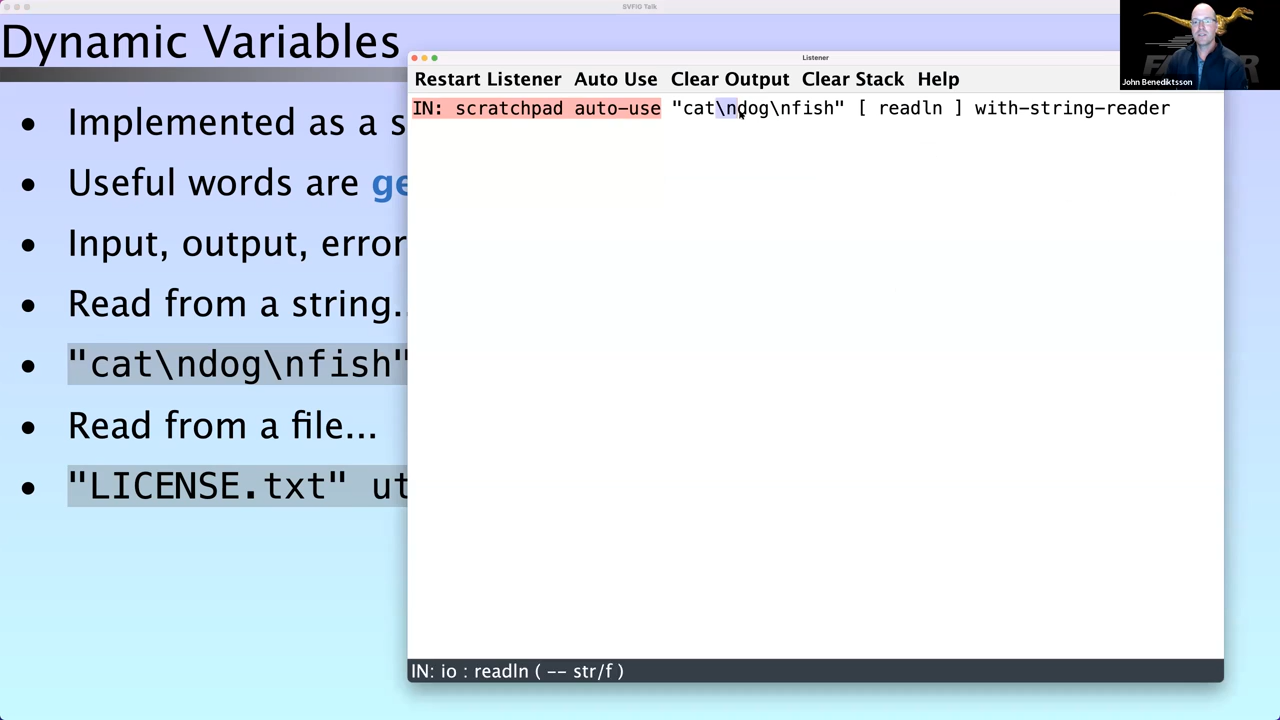 SVFIG Talk
Dynamic Variables
Implemented as a s
Useful words are ge
Input, output, error
Read from a string..
"cat\ndog\nfish"
Read from a file...
"LICENSE.txt" ut
Listener
Restart Listener Auto Use Clear Output Clear Stack Help
IN: scratchpad auto-use "cat\ndog\nfish" [ readln ] with-string-reader
IN: io : readln ( -- str/f )
John Benediktsson